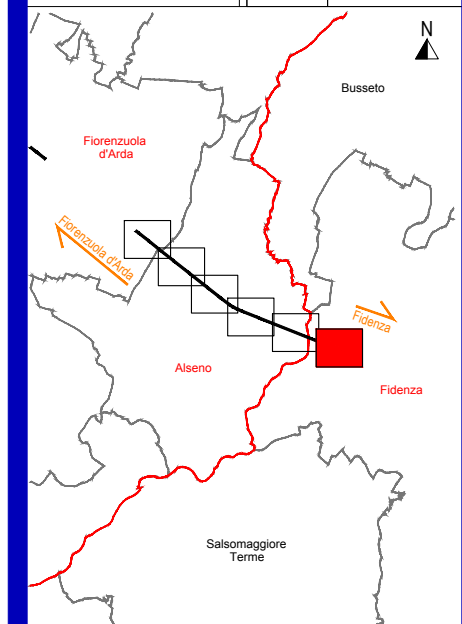 N
Busseto
Fiorenzuola
d'Arda
Fiorenzuola d'Arda
Fidenza
Alseno
Fidenza
Salsomaggiore
Terme